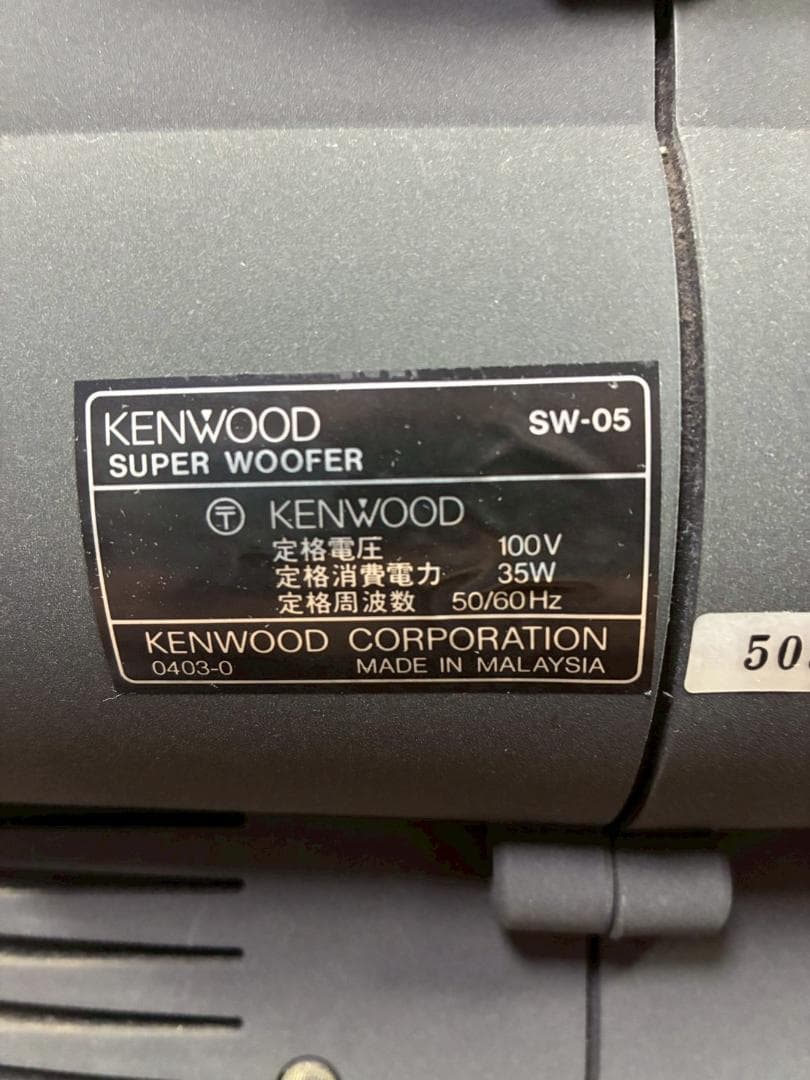 KENWOOD SW-05
SUPER WOOFER
〒 KENWOOD
定格電圧 100V
定格消費電力 35W
定格周波数 50/60Hz
KENWOOD CORPORATION
0403-0 MADE IN MALAYSIA
50